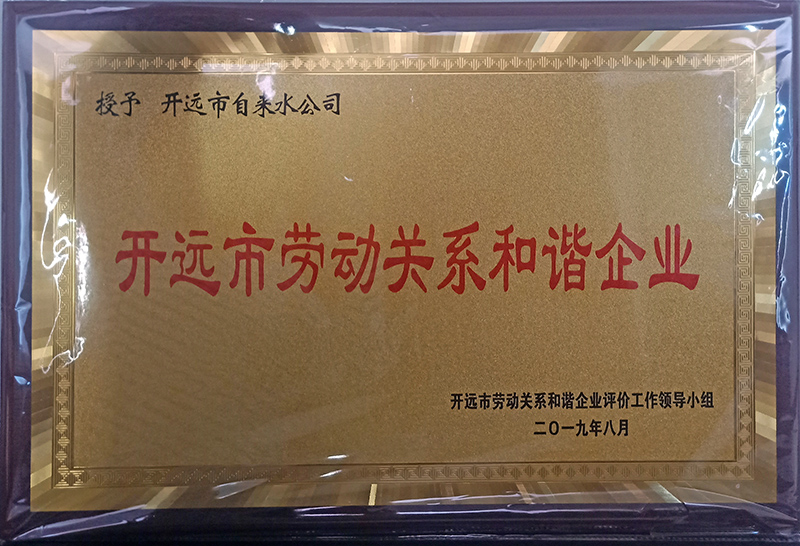 授予 开远市自来水公司
开远市劳动关系和谐企业
开远市劳动关系和谐企业评价工作领导小组
二〇一九年八月